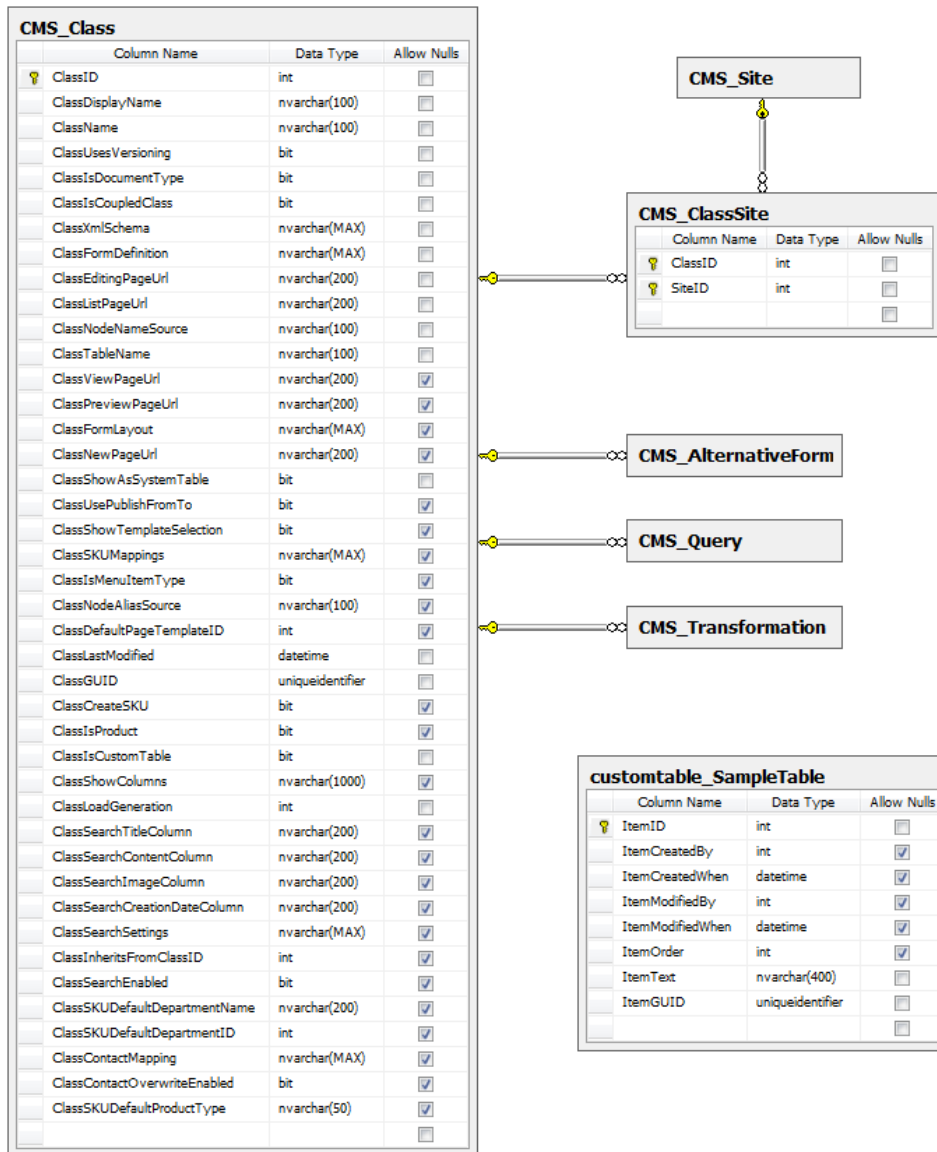 CMS_Class
Column Name Data Type Allow Nulls
ClassID int
ClassDisplayName nvarchar(100)
ClassName nvarchar(100)
ClassUsesVersioning bit
ClassIsDocumentType bit
ClassIsCoupledClass bit
ClassXmlSchema nvarchar(MAX)
ClassFormDefinition nvarchar(MAX)
ClassEditingPageUrl nvarchar(200)
ClassListPageUrl nvarchar(200)
ClassNodeNameSource nvarchar(100)
ClassTableName nvarchar(100)
ClassViewPageUrl nvarchar(200)
ClassPreviewPageUrl nvarchar(200)
ClassFormLayout nvarchar(MAX)
ClassNewPageUrl nvarchar(200)
ClassShowAsSystemTable bit
ClassUsePublishFromTo bit
ClassShowTemplateSelection bit
ClassSKUMappings nvarchar(MAX)
ClassIsMenuItemType bit
ClassNodeAliasSource nvarchar(100)
ClassDefaultPageTemplateID int
ClassLastModified datetime
ClassGUID uniqueidentifier
ClassCreateSKU bit
ClassIsProduct bit
ClassIsCustomTable bit
ClassShowColumns nvarchar(1000)
ClassLoadGeneration int
ClassSearchTitleColumn nvarchar(200)
ClassSearchContentColumn nvarchar(200)
ClassSearchImageColumn nvarchar(200)
ClassSearchCreationDateColumn nvarchar(200)
ClassSearchSettings nvarchar(MAX)
ClassInheritsFromClassID int
ClassSearchEnabled bit
ClassSKUDefaultDepartmentName nvarchar(200)
ClassSKUDefaultDepartmentID int
ClassContactMapping nvarchar(MAX)
ClassContactOverwriteEnabled bit
ClassSKUDefaultProductType nvarchar(50)
CMS_Site
CMS_ClassSite
Column Name Data Type Allow Nulls
ClassID int
SiteID int
CMS_AlternativeForm
CMS_Query
CMS_Transformation
customtable_SampleTable
Column Name Data Type Allow Nulls
ItemID int
ItemCreatedBy int
ItemCreatedWhen datetime
ItemModifiedBy int
ItemModifiedWhen datetime
ItemOrder int
ItemText nvarchar(400)
ItemGUID uniqueidentifier